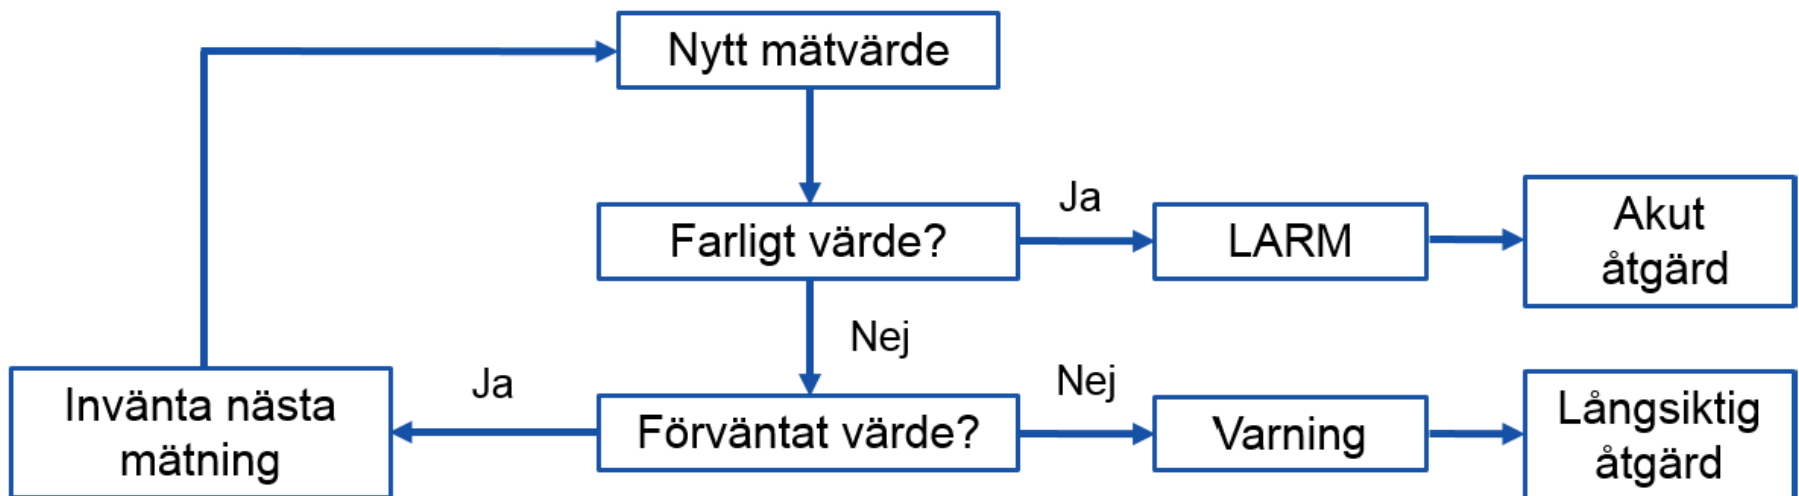 Nytt mätvärde
Farligt värde?
Ja
LARM
Akut
åtgärd
Nej
Förväntat värde?
Ja
Invänta nästa
mätning
Nej
Varning
Långsiktig
åtgärd